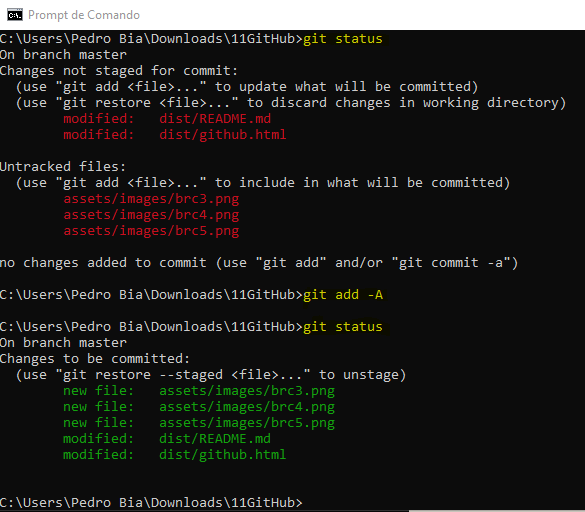 Prompt de Comando
C:\Users\Pedro Bia\Downloads\11GitHub>git status
On branch master
Changes not staged for commit:
  (use "git add <file>..." to update what will be committed)
  (use "git restore <file>..." to discard changes in working directory)
        modified:   dist/README.md
        modified:   dist/github.html

Untracked files:
  (use "git add <file>..." to include in what will be committed)
        assets/images/brc3.png
        assets/images/brc4.png
        assets/images/brc5.png

no changes added to commit (use "git add" and/or "git commit -a")

C:\Users\Pedro Bia\Downloads\11GitHub>git add -A

C:\Users\Pedro Bia\Downloads\11GitHub>git status
On branch master
Changes to be committed:
  (use "git restore --staged <file>..." to unstage)
        new file:   assets/images/brc3.png
        new file:   assets/images/brc4.png
        new file:   assets/images/brc5.png
        modified:   dist/README.md
        modified:   dist/github.html

C:\Users\Pedro Bia\Downloads\11GitHub>